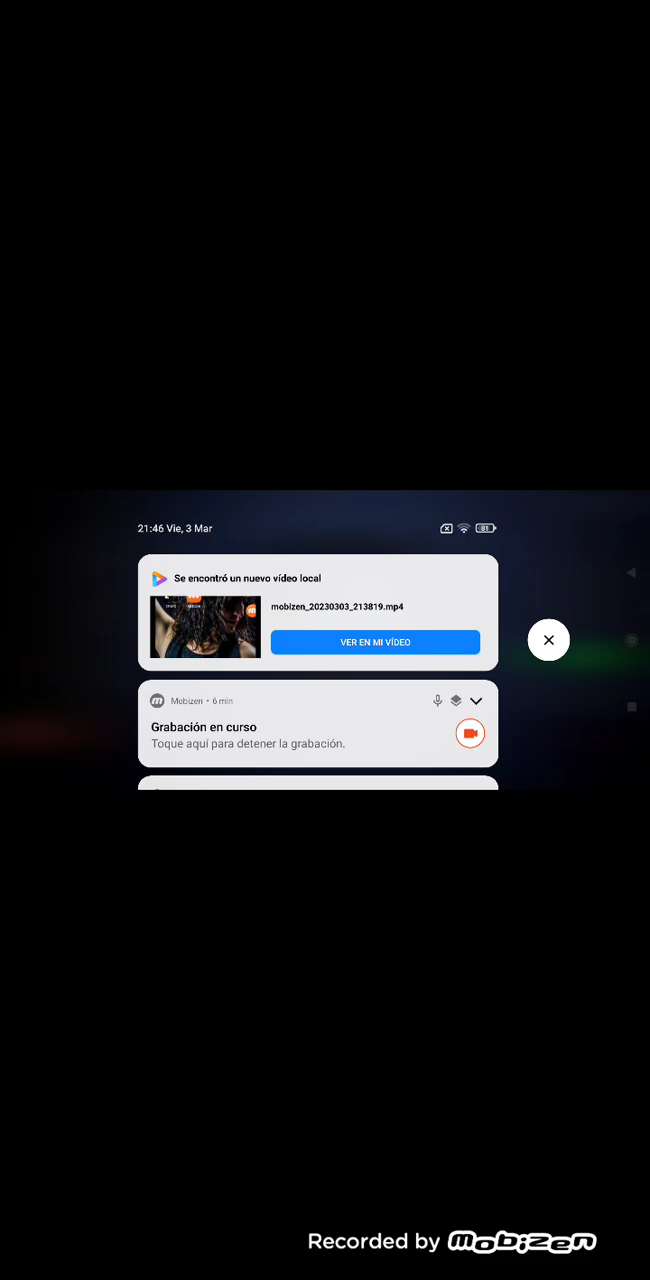 21:46 Vie, 3 Mar
81
Se encontró un nuevo vídeo local
mobizen_20230303_213819.mp4
VER EN MI VÍDEO
Mobizen • 6 min
Grabación en curso
Toque aquí para detener la grabación.
Recorded by mobizen